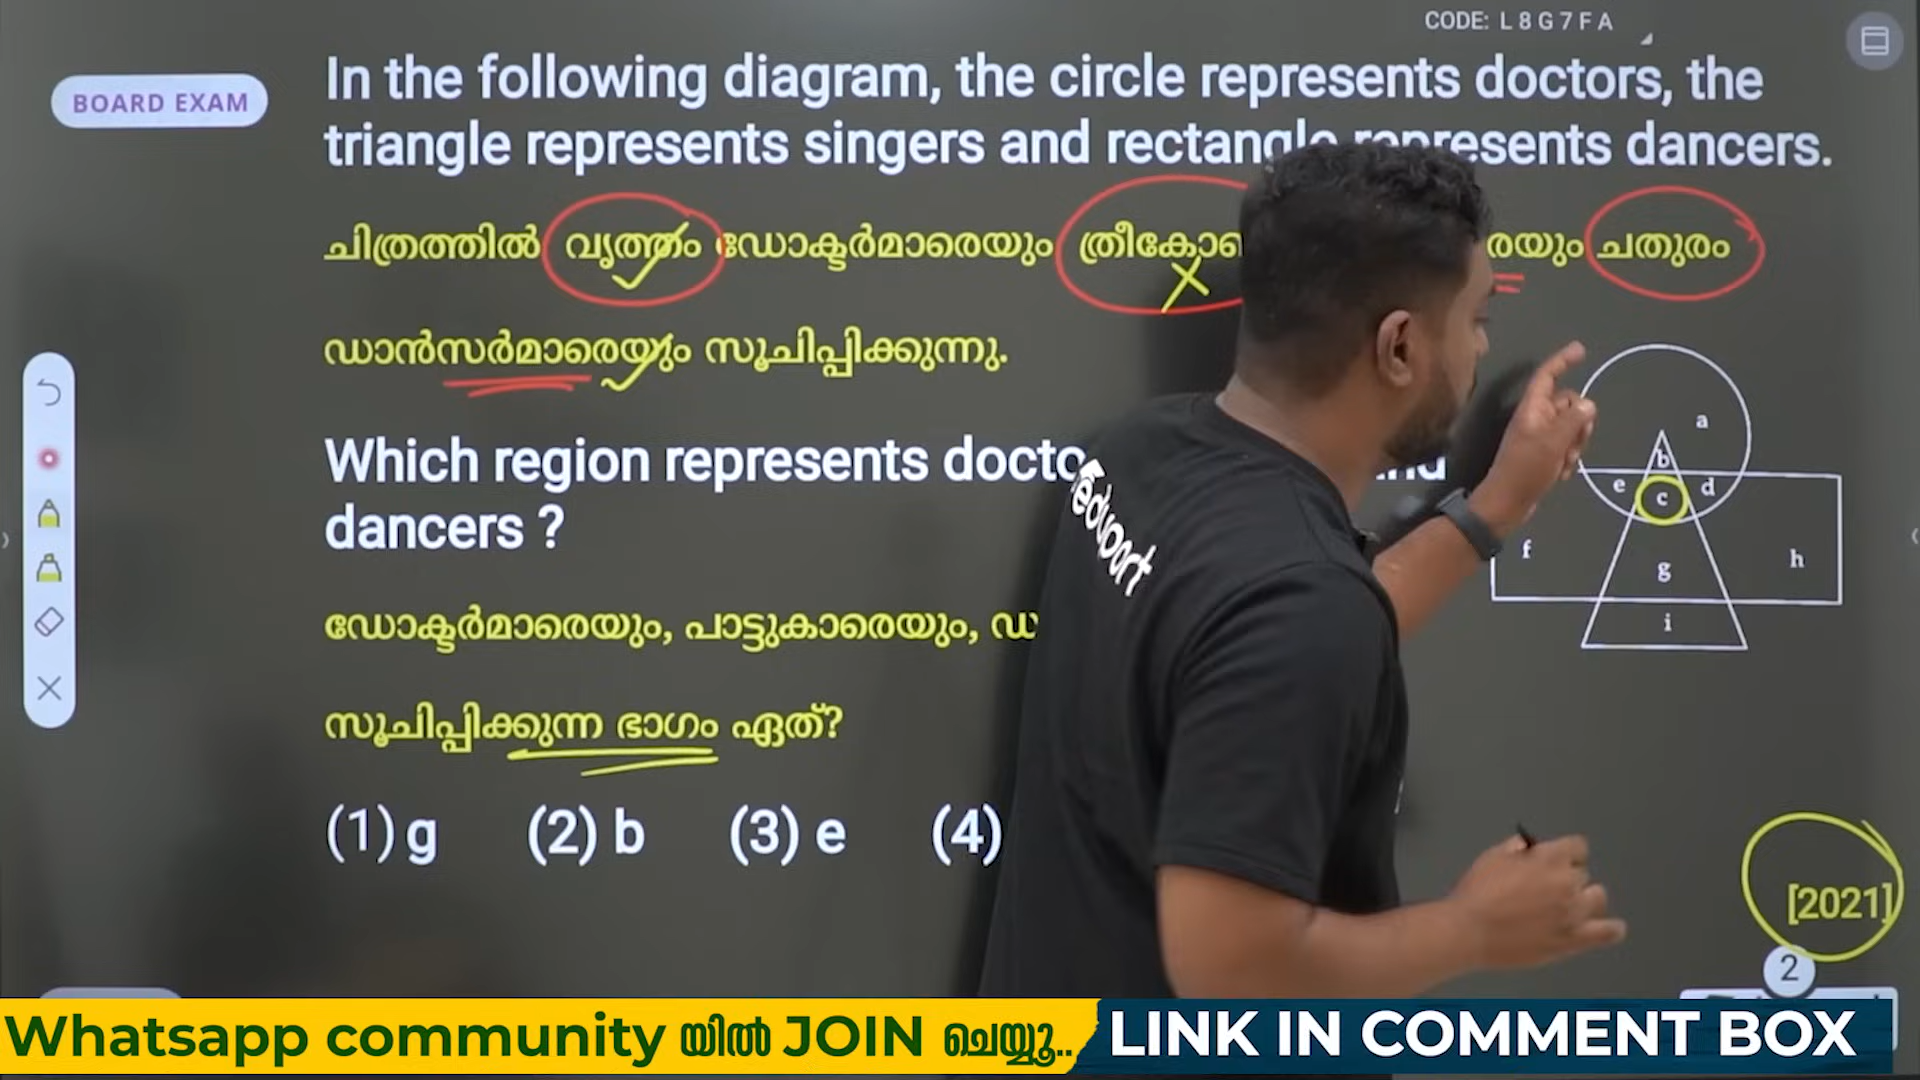 CODE: L8G7FA
BOARD EXAM
In the following diagram, the circle represents doctors, the
triangle represents singers and rectangle represents dancers.
ചിത്രത്തിൽ വൃത്തം ഡോക്ടർമാരെയും ചതുരം
ഡാൻസർമാരെയും സൂചിപ്പിക്കുന്നു.
Which region represents
dancers ?
ഡോക്ടർമാരെയും, പാട്ടുകാരെയും,
സൂചിപ്പിക്കുന്ന ഭാഗം ഏത്?
(1) g (2) b (3) e (4)
a
b
e c d
f g h
i
reduport
[2021]
2
Whatsapp community യിൽ JOIN ചെയ്യൂ..
LINK IN COMMENT BOX